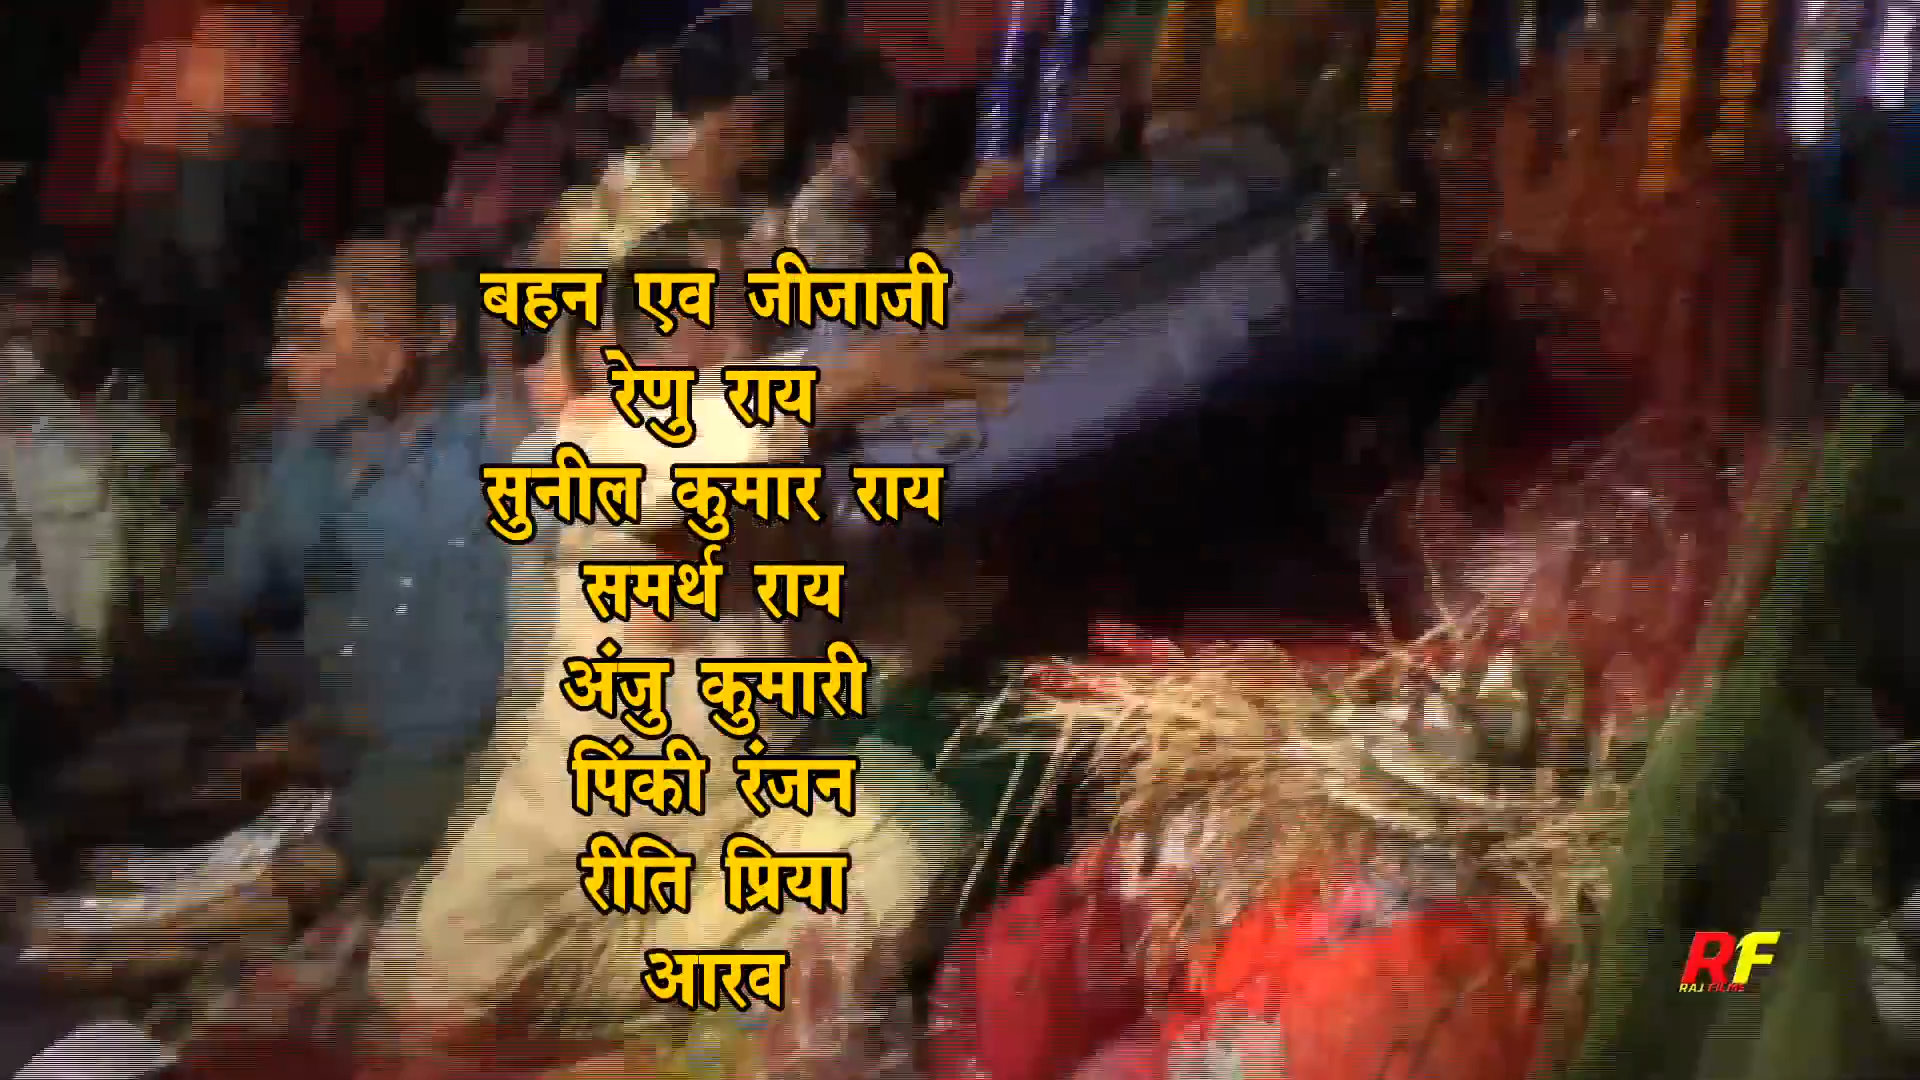 बहन एव जीजाजी
रेणु राय
सुनील कुमार राय
समर्थ राय
अंजु कुमारी
पिंकी रंजन
रीति प्रिया
आरव
RF
RAJ FILMS